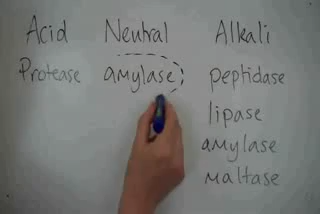 Acid Neutral Alkali
Protease amylase peptidase
lipase
amylase
maltase